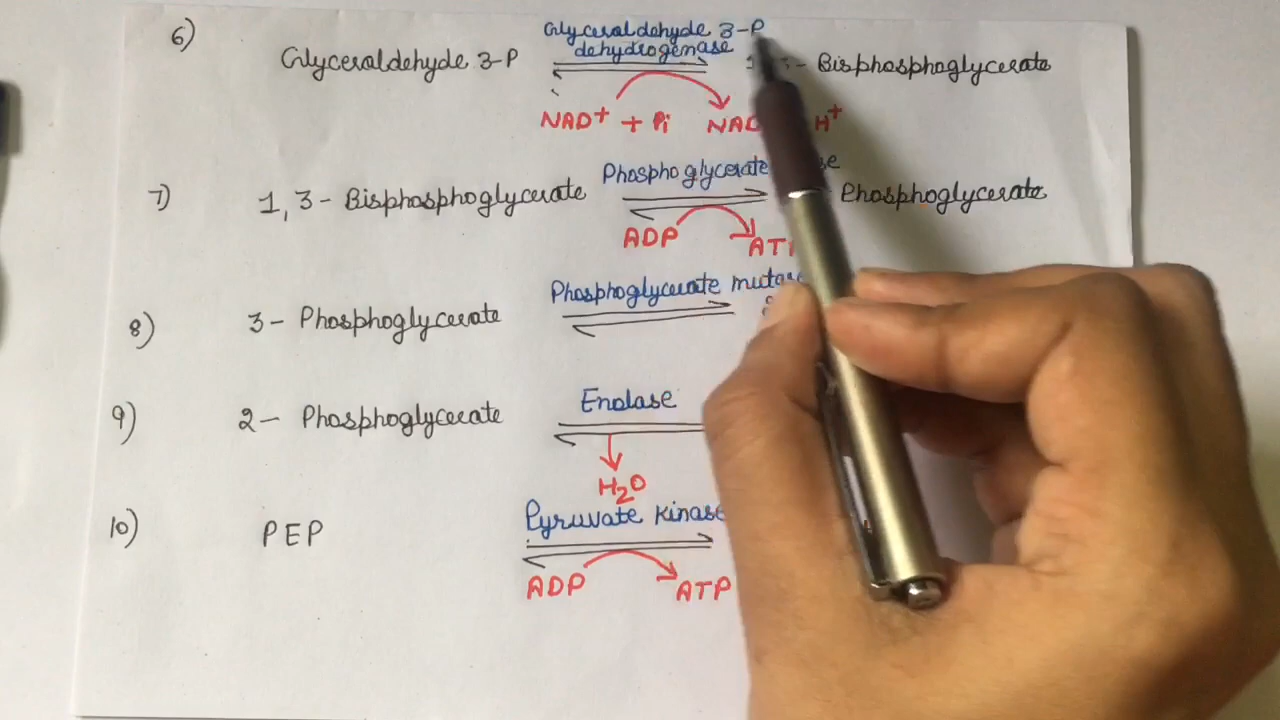 6)
Glyceraldehyde 3-P
dehydrogenase
Glyceraldehyde 3-P
Bisphosphoglycerate
NAD+ + Pi
H+
Phosphoglycerate
7) 1,3- Bisphosphoglycerate
Phosphoglycerate
ADP
Phosphoglycerate
8) 3- Phosphoglycerate
Enolase
9) 2- Phosphoglycerate
H2O
Pyruvate kinase
10) PEP
ADP ATP